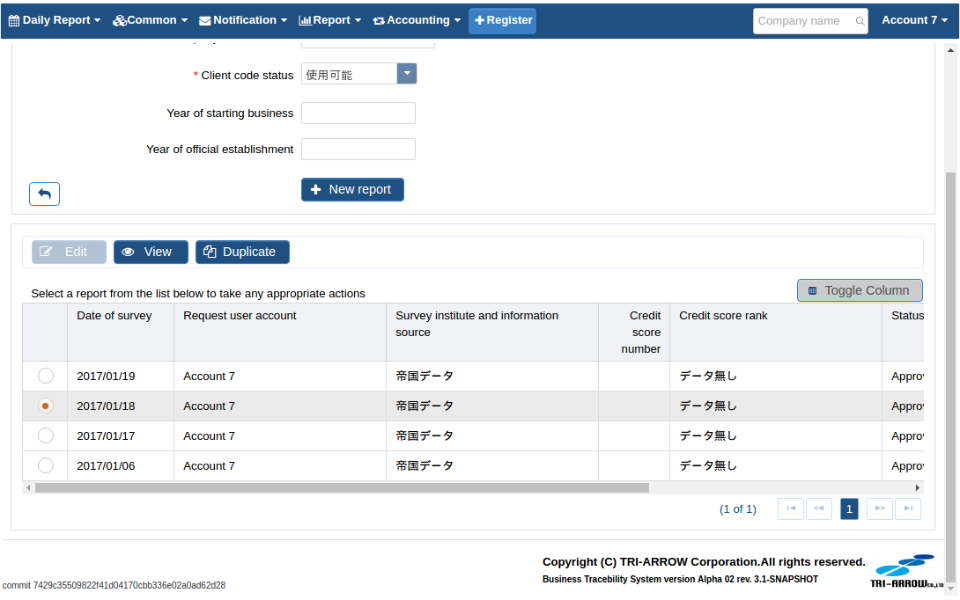 Daily Report Common Notification Report Accounting Register Company name Account 7
* Client code status 使用可能
Year of starting business
Year of official establishment
New report
Edit View Duplicate
Toggle Column
Select a report from the list below to take any appropriate actions
Date of survey Request user account Survey institute and information source Credit score number Credit score rank Status
2017/01/19 Account 7 帝国データ データ無し Approv
2017/01/18 Account 7 帝国データ データ無し Approv
2017/01/17 Account 7 帝国データ データ無し Approv
2017/01/06 Account 7 帝国データ データ無し Approv
(1 of 1) 1
Copyright (C) TRI-ARROW Corporation.All rights reserved.
Business Tracebility System version Alpha 02 rev. 3.1-SNAPSHOT
TRI-ARROW Co.,LTD
commit 7429c35509822f41d04170cbb336e02a0ad62d28